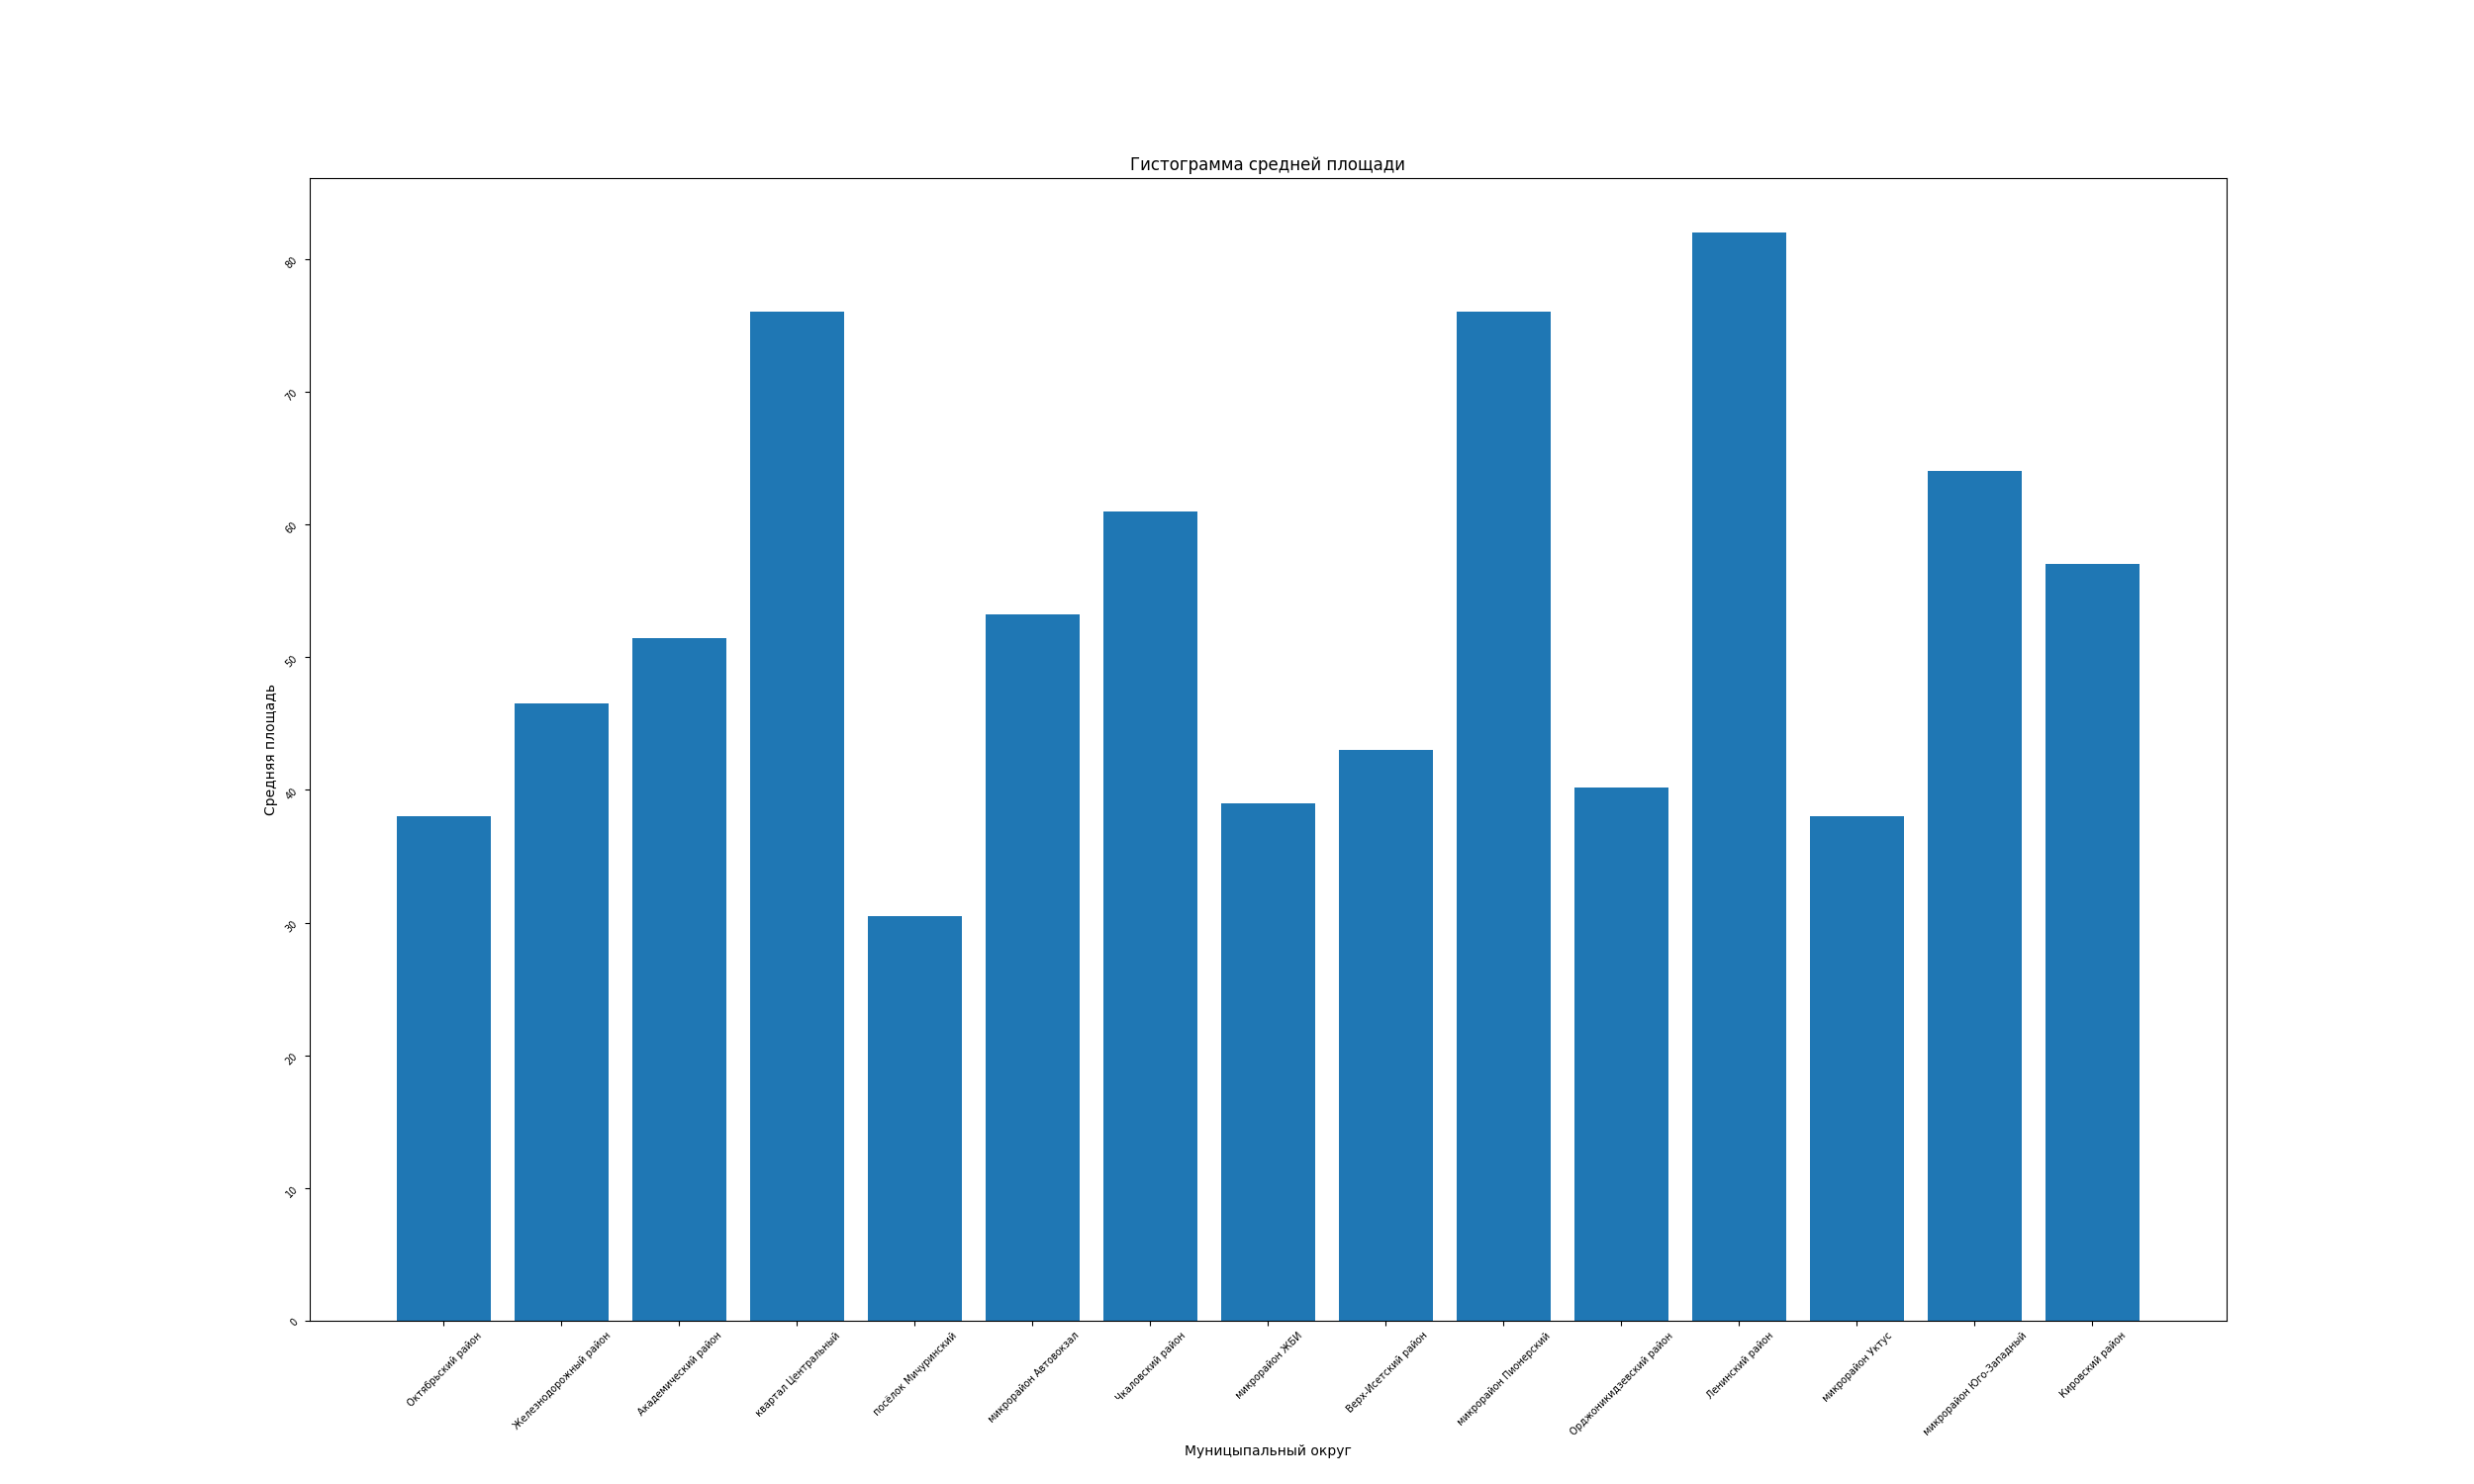 Гистограмма средней площади
Средняя площадь
80
70
60
50
40
30
20
10
0
Октябрьский район
Железнодорожный район
Академический район
квартал Центральный
посёлок Мичуринский
микрорайон Автовокзал
Чкаловский район
микрорайон ЖБИ
Верх-Исетский район
микрорайон Пионерский
Орджоникидзевский район
Ленинский район
микрорайон Уктус
микрорайон Юго-Западный
Кировский район
Муницыпальный округ